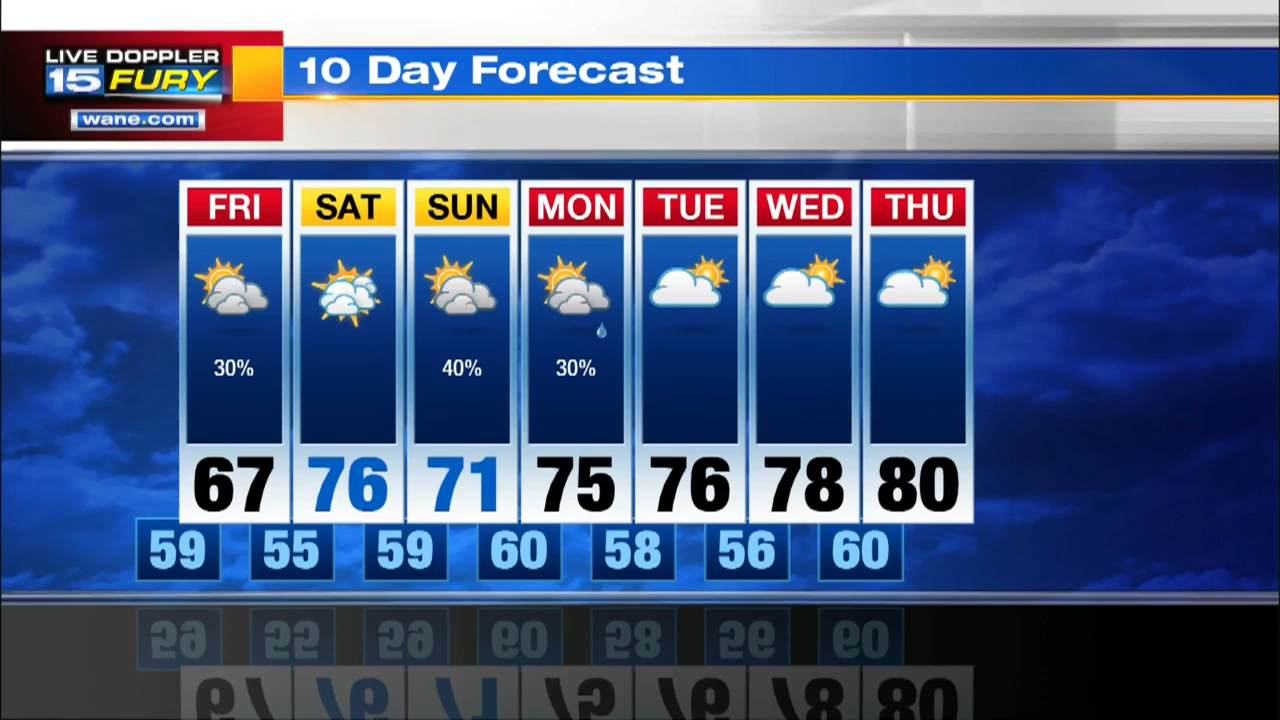 LIVE DOPPLER
15 FURY
wane.com
10 Day Forecast
FRI SAT SUN MON TUE WED THU
30% 40% 30%
67 76 71 75 76 78 80
59 55 59 60 58 56 60